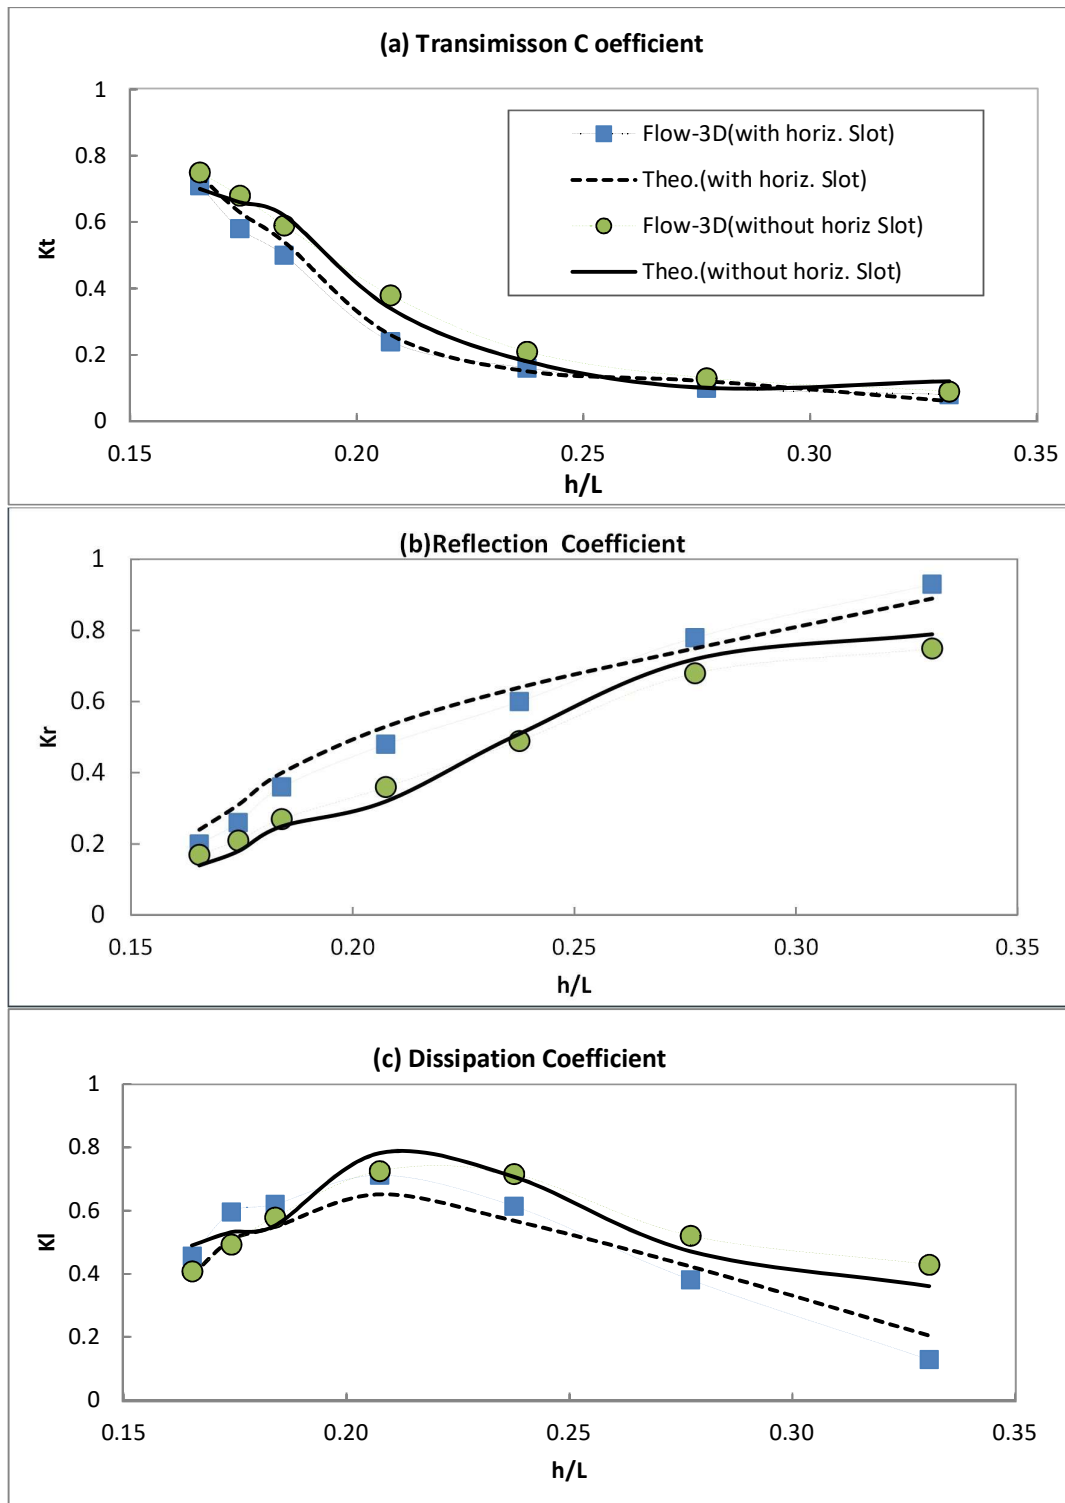 (a) Transimisson C oefficient
1
0.8
0.6
0.4
0.2
0
Kt
Flow-3D(with horiz. Slot)
Theo.(with horiz. Slot)
Flow-3D(without horiz Slot)
Theo.(without horiz. Slot)
0.15 0.20 0.25 0.30 0.35
h/L
(b)Reflection Coefficient
1
0.8
0.6
0.4
0.2
0
Kr
0.15 0.20 0.25 0.30 0.35
h/L
(c) Dissipation Coefficient
1
0.8
0.6
0.4
0.2
0
Kl
0.15 0.20 0.25 0.30 0.35
h/L